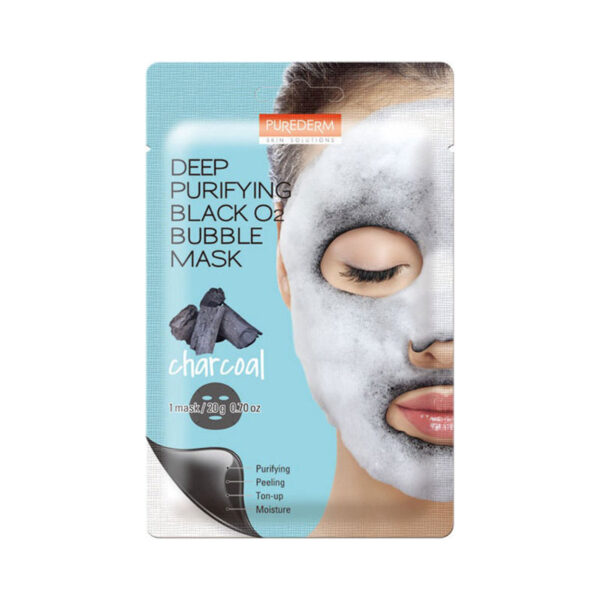 PUREDERM
SKIN SOLUTIONS
DEEP
PURIFYING
BLACK O2
BUBBLE
MASK
charcoal
1 mask / 20g 0.70 oz
Purifying
Peeling
Ton-up
Moisture